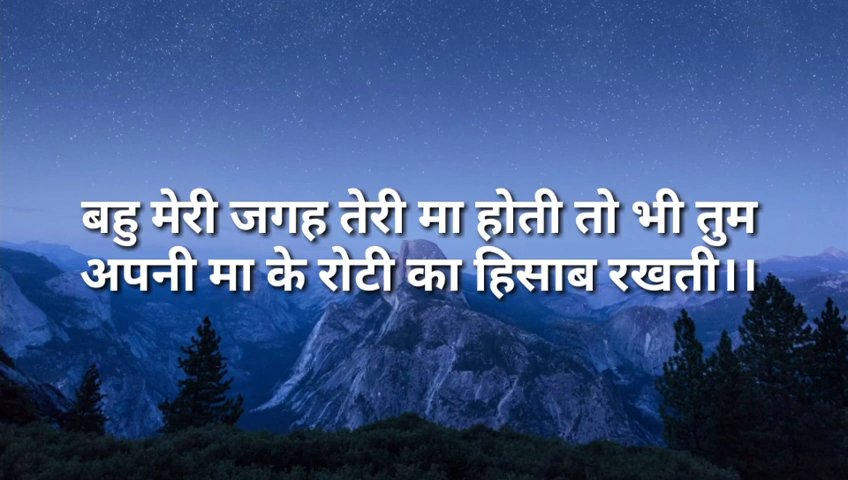 बहु मेरी जगह तेरी मा होती तो भी तुम
अपनी मा के रोटी का हिसाब रखती।।